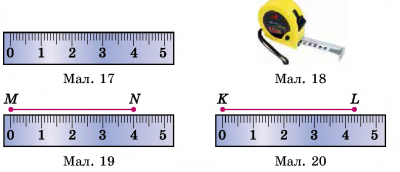 0 1 2 3 4 5
Мал. 17
Мал. 18
M N
0 1 2 3 4 5
Мал. 19
K L
0 1 2 3 4 5
Мал. 20